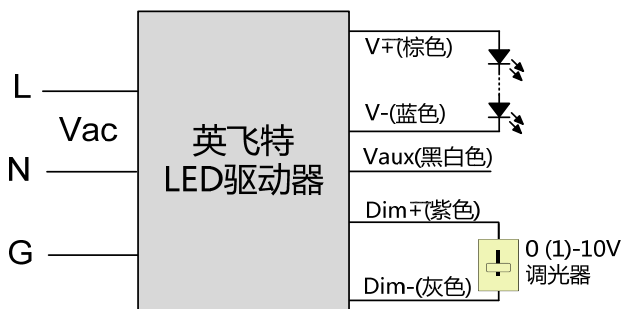 L
Vac
N
G
英飞特
LED驱动器
V+(棕色)
V-(蓝色)
Vaux(黑白色)
Dim+(紫色)
Dim-(灰色)
0 (1)-10V
调光器